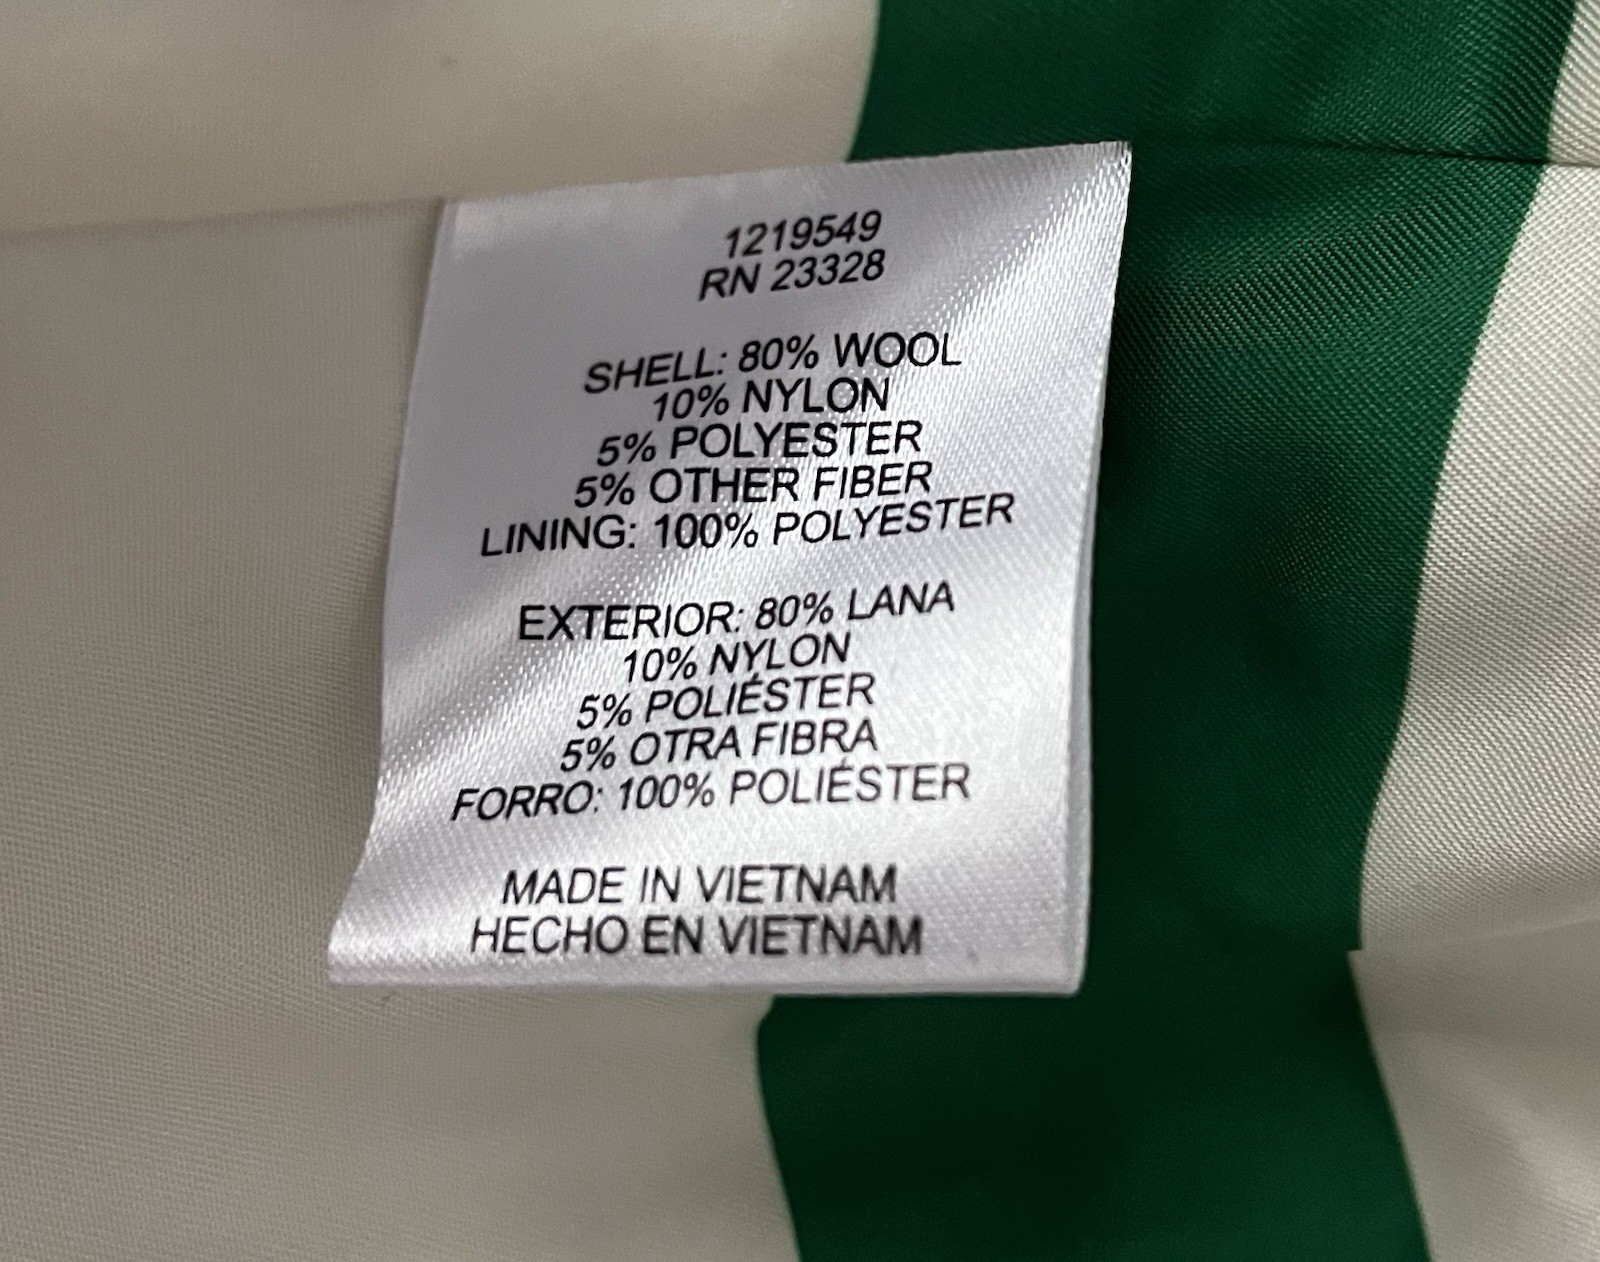 1219549
RN 23328
SHELL: 80% WOOL
10% NYLON
5% POLYESTER
5% OTHER FIBER
LINING: 100% POLYESTER
EXTERIOR: 80% LANA
10% NYLON
5% POLIÉSTER
5% OTRA FIBRA
FORRO: 100% POLIÉSTER
MADE IN VIETNAM
HECHO EN VIETNAM